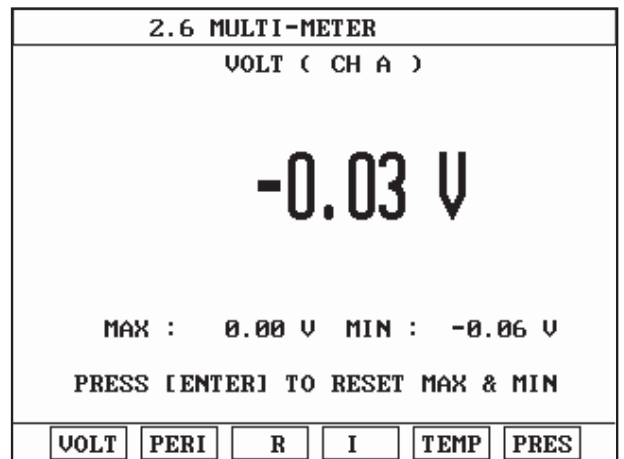 2.6 MULTI-METER
VOLT ( CH A )
-0.03 V
MAX : 0.00 V MIN : -0.06 V
PRESS [ENTER] TO RESET MAX & MIN
VOLT PERI R I TEMP PRES